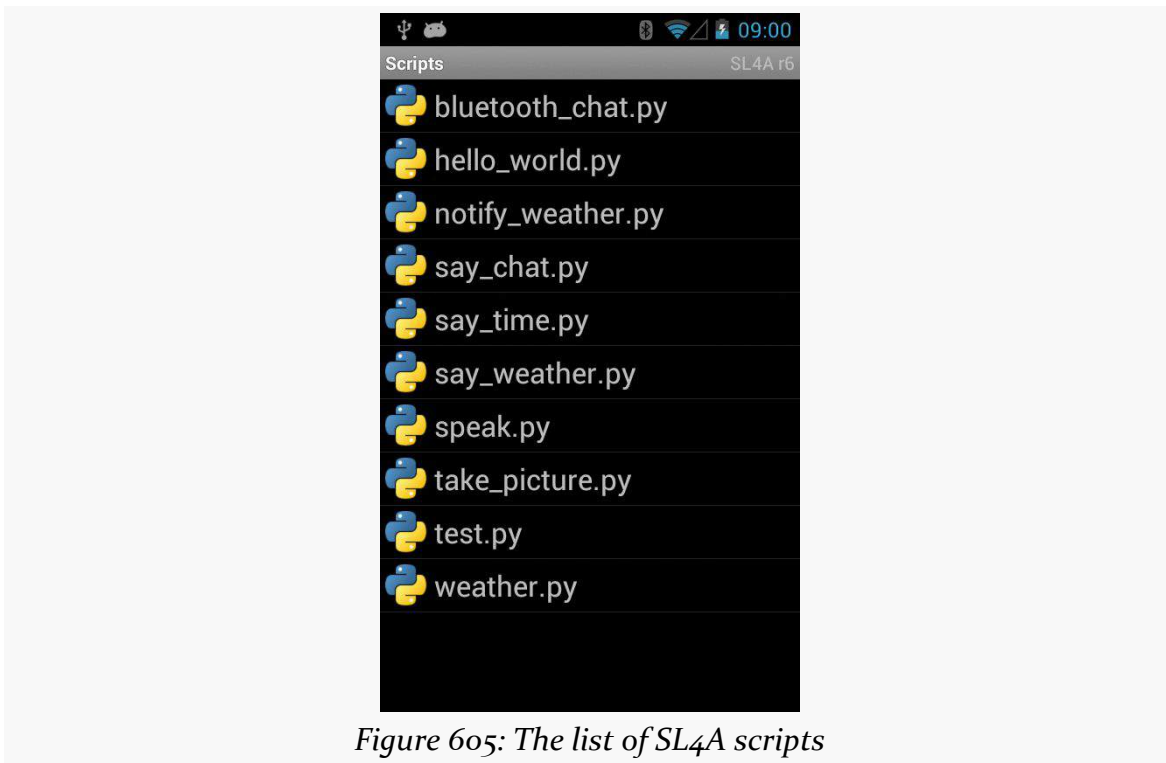 09:00
Scripts SL4A r6
bluetooth_chat.py
hello_world.py
notify_weather.py
say_chat.py
say_time.py
say_weather.py
speak.py
take_picture.py
test.py
weather.py
Figure 605: The list of SL4A scripts